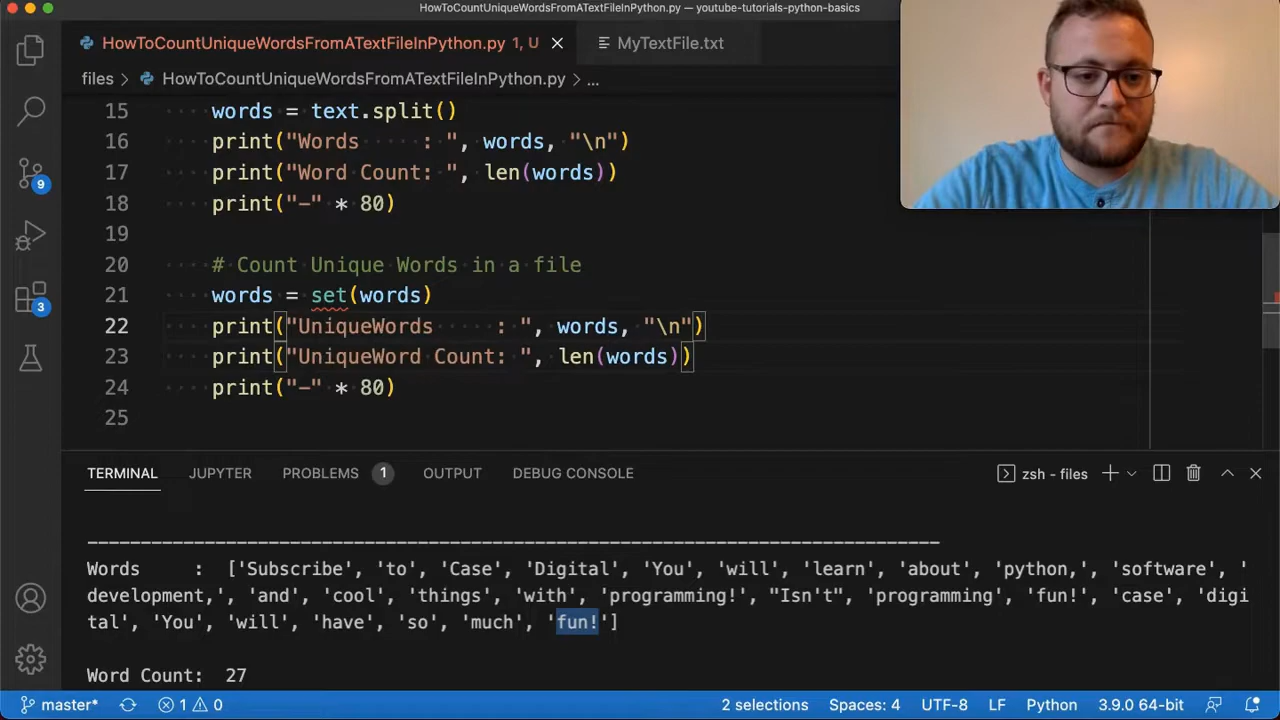 HowToCountUniqueWordsFromATextFileInPython.py — youtube-tutorials-python-basics
HowToCountUniqueWordsFromATextFileInPython.py 1, U
MyTextFile.txt
files > HowToCountUniqueWordsFromATextFileInPython.py > ...
15 words = text.split()
16 print("Words     : ", words, "\n")
17 print("Word Count: ", len(words))
18 print("-" * 80)
19
20 # Count Unique Words in a file
21 words = set(words)
22 print("UniqueWords     : ", words, "\n")
23 print("UniqueWord Count: ", len(words))
24 print("-" * 80)
25
9
3
TERMINAL JUPYTER PROBLEMS 1 OUTPUT DEBUG CONSOLE zsh - files
--------------------------------------------------------------------------------
Words     :  ['Subscribe', 'to', 'Case', 'Digital', 'You', 'will', 'learn', 'about', 'python,', 'software', '
development,', 'and', 'cool', 'things', 'with', 'programming!', "Isn't", 'programming', 'fun!', 'case', 'digi
tal', 'You', 'will', 'have', 'so', 'much', 'fun!']
Word Count:  27
master* 1 0 2 selections Spaces: 4 UTF-8 LF Python 3.9.0 64-bit